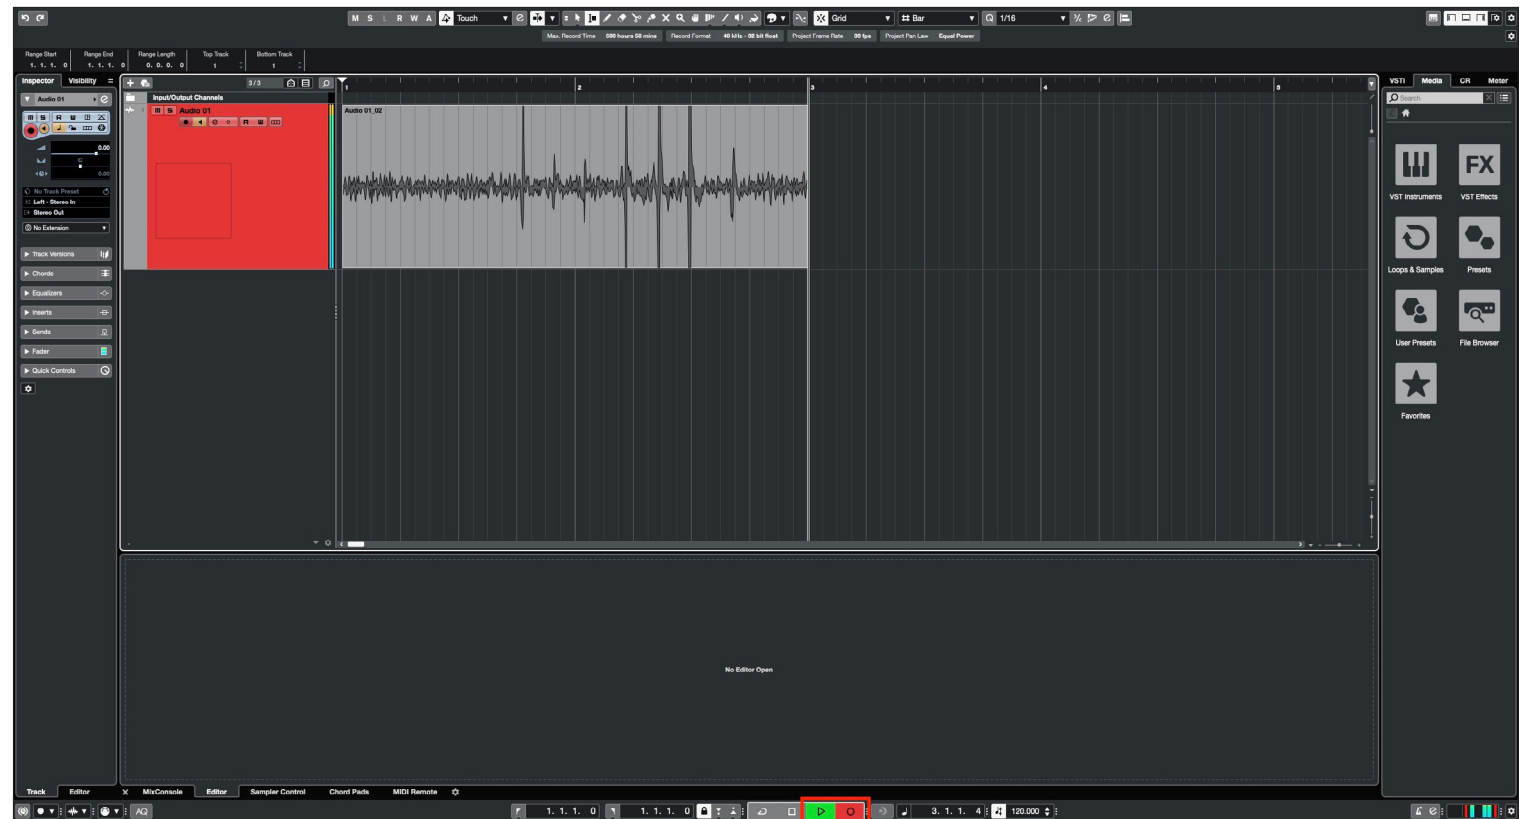 M S L R W A Touch Grid Bar 1/16
Max. Record Time 500 hours 58 mins Record Format 48 kHz - 32 bit float Project Frame Rate 30 fps Project Pan Law Equal Power
Range Start Range End Range Length Top Track Bottom Track
1. 1. 1. 0 1. 1. 1. 0 0. 0. 0. 0 1 1
Inspector Visibility 3/3 1 2 3 4 5 VSTi Media CR Meter
Audio 01 Input/Output Channels Search
m S R W 1 m S Audio 01 Audio 01_02
R W
0.00
C
0.00
No Track Preset
Left - Stereo In
Stereo Out
No Extension
Track Versions
Chords
Equalizers
Inserts
Sends
Fader
Quick Controls
FX
VST Instruments VST Effects
Loops & Samples Presets
User Presets File Browser
Favorites
No Editor Open
Track Editor X MixConsole Editor Sampler Control Chord Pads MIDI Remote
AQ 1. 1. 1. 0 1. 1. 1. 0 3. 1. 1. 4 120.000